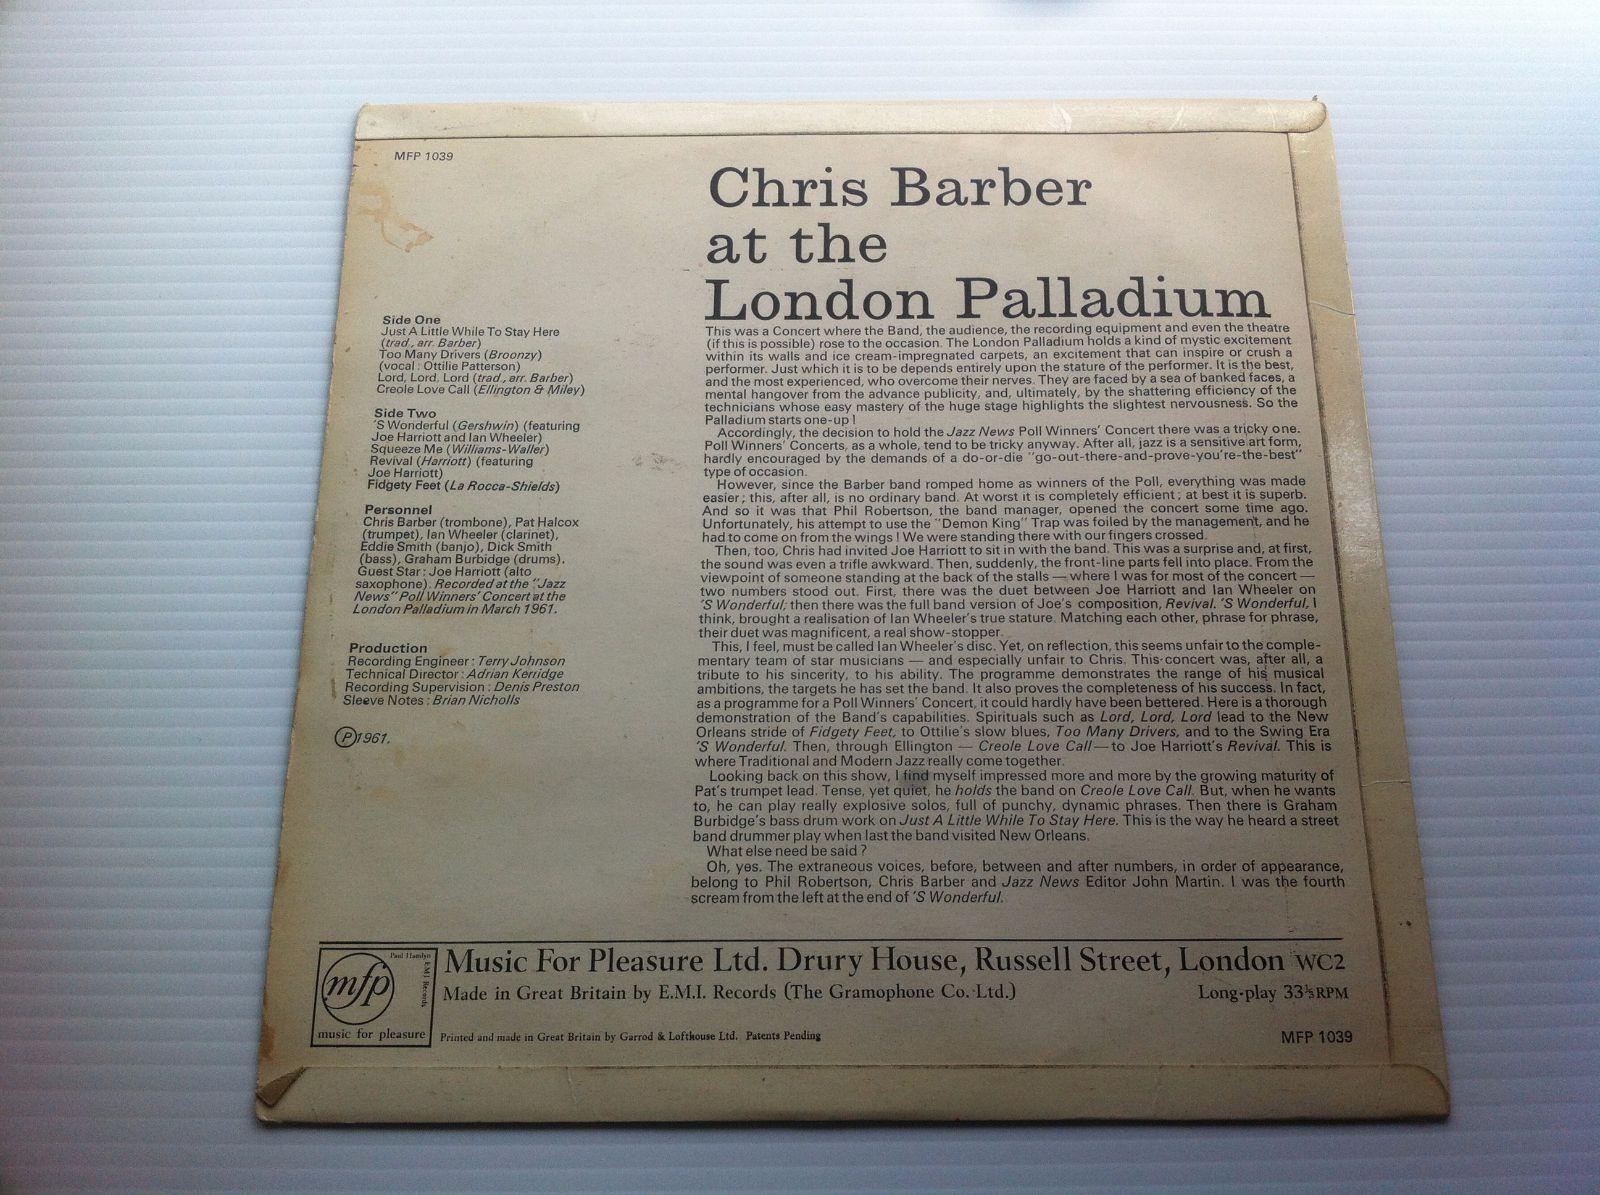 MFP 1039
Chris Barber
at the
London Palladium
Side One
Just A Little While To Stay Here
(trad., arr. Barber)
Too Many Drivers (Broonzy)
(vocal : Ottilie Patterson)
Lord, Lord, Lord (trad., arr. Barber)
Creole Love Call (Ellington & Miley)
Side Two
'S Wonderful (Gershwin) (featuring
Joe Harriott and Ian Wheeler)
Squeeze Me (Williams-Waller)
Revival (Harriott) (featuring
Joe Harriott)
Fidgety Feet (La Rocca-Shields)
Personnel
Chris Barber (trombone), Pat Halcox
(trumpet), Ian Wheeler (clarinet),
Eddie Smith (banjo), Dick Smith
(bass), Graham Burbidge (drums).
Guest Star : Joe Harriott (alto
saxophone). Recorded at the "Jazz
News" Poll Winners' Concert at the
London Palladium in March 1961.
Production
Recording Engineer : Terry Johnson
Technical Director : Adrian Kerridge
Recording Supervision : Denis Preston
Sleeve Notes : Brian Nicholls
Ⓟ1961.
This was a Concert where the Band, the audience, the recording equipment and even the theatre
(if this is possible) rose to the occasion. The London Palladium holds a kind of mystic excitement
within its walls and ice cream-impregnated carpets, an excitement that can inspire or crush a
performer. Just which it is to be depends entirely upon the stature of the performer. It is the best,
and the most experienced, who overcome their nerves. They are faced by a sea of banked faces, a
mental hangover from the advance publicity, and, ultimately, by the shattering efficiency of the
technicians whose easy mastery of the huge stage highlights the slightest nervousness. So the
Palladium starts one-up !
Accordingly, the decision to hold the Jazz News Poll Winners' Concert there was a tricky one.
Poll Winners' Concerts, as a whole, tend to be tricky anyway. After all, jazz is a sensitive art form,
hardly encouraged by the demands of a do-or-die "go-out-there-and-prove-you're-the-best"
type of occasion.
However, since the Barber band romped home as winners of the Poll, everything was made
easier ; this, after all, is no ordinary band. At worst it is completely efficient ; at best it is superb.
And so it was that Phil Robertson, the band manager, opened the concert some time ago.
Unfortunately, his attempt to use the "Demon King" Trap was foiled by the management, and he
had to come on from the wings ! We were standing there with our fingers crossed.
Then, too, Chris had invited Joe Harriott to sit in with the band. This was a surprise and, at first,
the sound was even a trifle awkward. Then, suddenly, the front-line parts fell into place. From the
viewpoint of someone standing at the back of the stalls — where I was for most of the concert —
two numbers stood out. First, there was the duet between Joe Harriott and Ian Wheeler on
'S Wonderful; then there was the full band version of Joe's composition, Revival. 'S Wonderful, I
think, brought a realisation of Ian Wheeler's true stature. Matching each other, phrase for phrase,
their duet was magnificent, a real show-stopper.
This, I feel, must be called Ian Wheeler's disc. Yet, on reflection, this seems unfair to the comple-
mentary team of star musicians — and especially unfair to Chris. This concert was, after all, a
tribute to his sincerity, to his ability. The programme demonstrates the range of his musical
ambitions, the targets he has set the band. It also proves the completeness of his success. In fact,
as a programme for a Poll Winners' Concert, it could hardly have been bettered. Here is a thorough
demonstration of the Band's capabilities. Spirituals such as Lord, Lord, Lord lead to the New
Orleans stride of Fidgety Feet, to Ottilie's slow blues, Too Many Drivers, and to the Swing Era
'S Wonderful. Then, through Ellington — Creole Love Call — to Joe Harriott's Revival. This is
where Traditional and Modern Jazz really come together.
Looking back on this show, I find myself impressed more and more by the growing maturity of
Pat's trumpet lead. Tense, yet quiet, he holds the band on Creole Love Call. But, when he wants
to, he can play really explosive solos, full of punchy, dynamic phrases. Then there is Graham
Burbidge's bass drum work on Just A Little While To Stay Here. This is the way he heard a street
band drummer play when last the band visited New Orleans.
What else need be said ?
Oh, yes. The extraneous voices, before, between and after numbers, in order of appearance,
belong to Phil Robertson, Chris Barber and Jazz News Editor John Martin. I was the fourth
scream from the left at the end of 'S Wonderful.
Paul Hamlyn
EMI Records
mfp
music for pleasure
Music For Pleasure Ltd. Drury House, Russell Street, London WC2
Made in Great Britain by E.M.I. Records (The Gramophone Co. Ltd.)
Long-play 33⅓ RPM
Printed and made in Great Britain by Garrod & Lofthouse Ltd. Patents Pending
MFP 1039